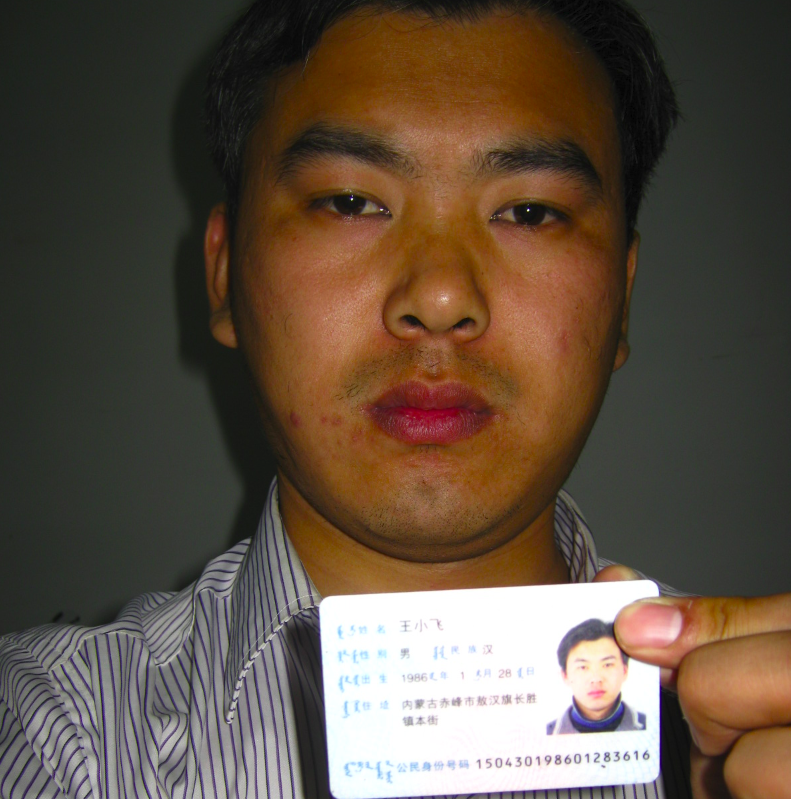 姓名 王小飞
性别 男 民族 汉
出生 1986 年 1 月 28 日
住址 内蒙古赤峰市敖汉旗长胜
镇本街
公民身份号码 150430198601283616